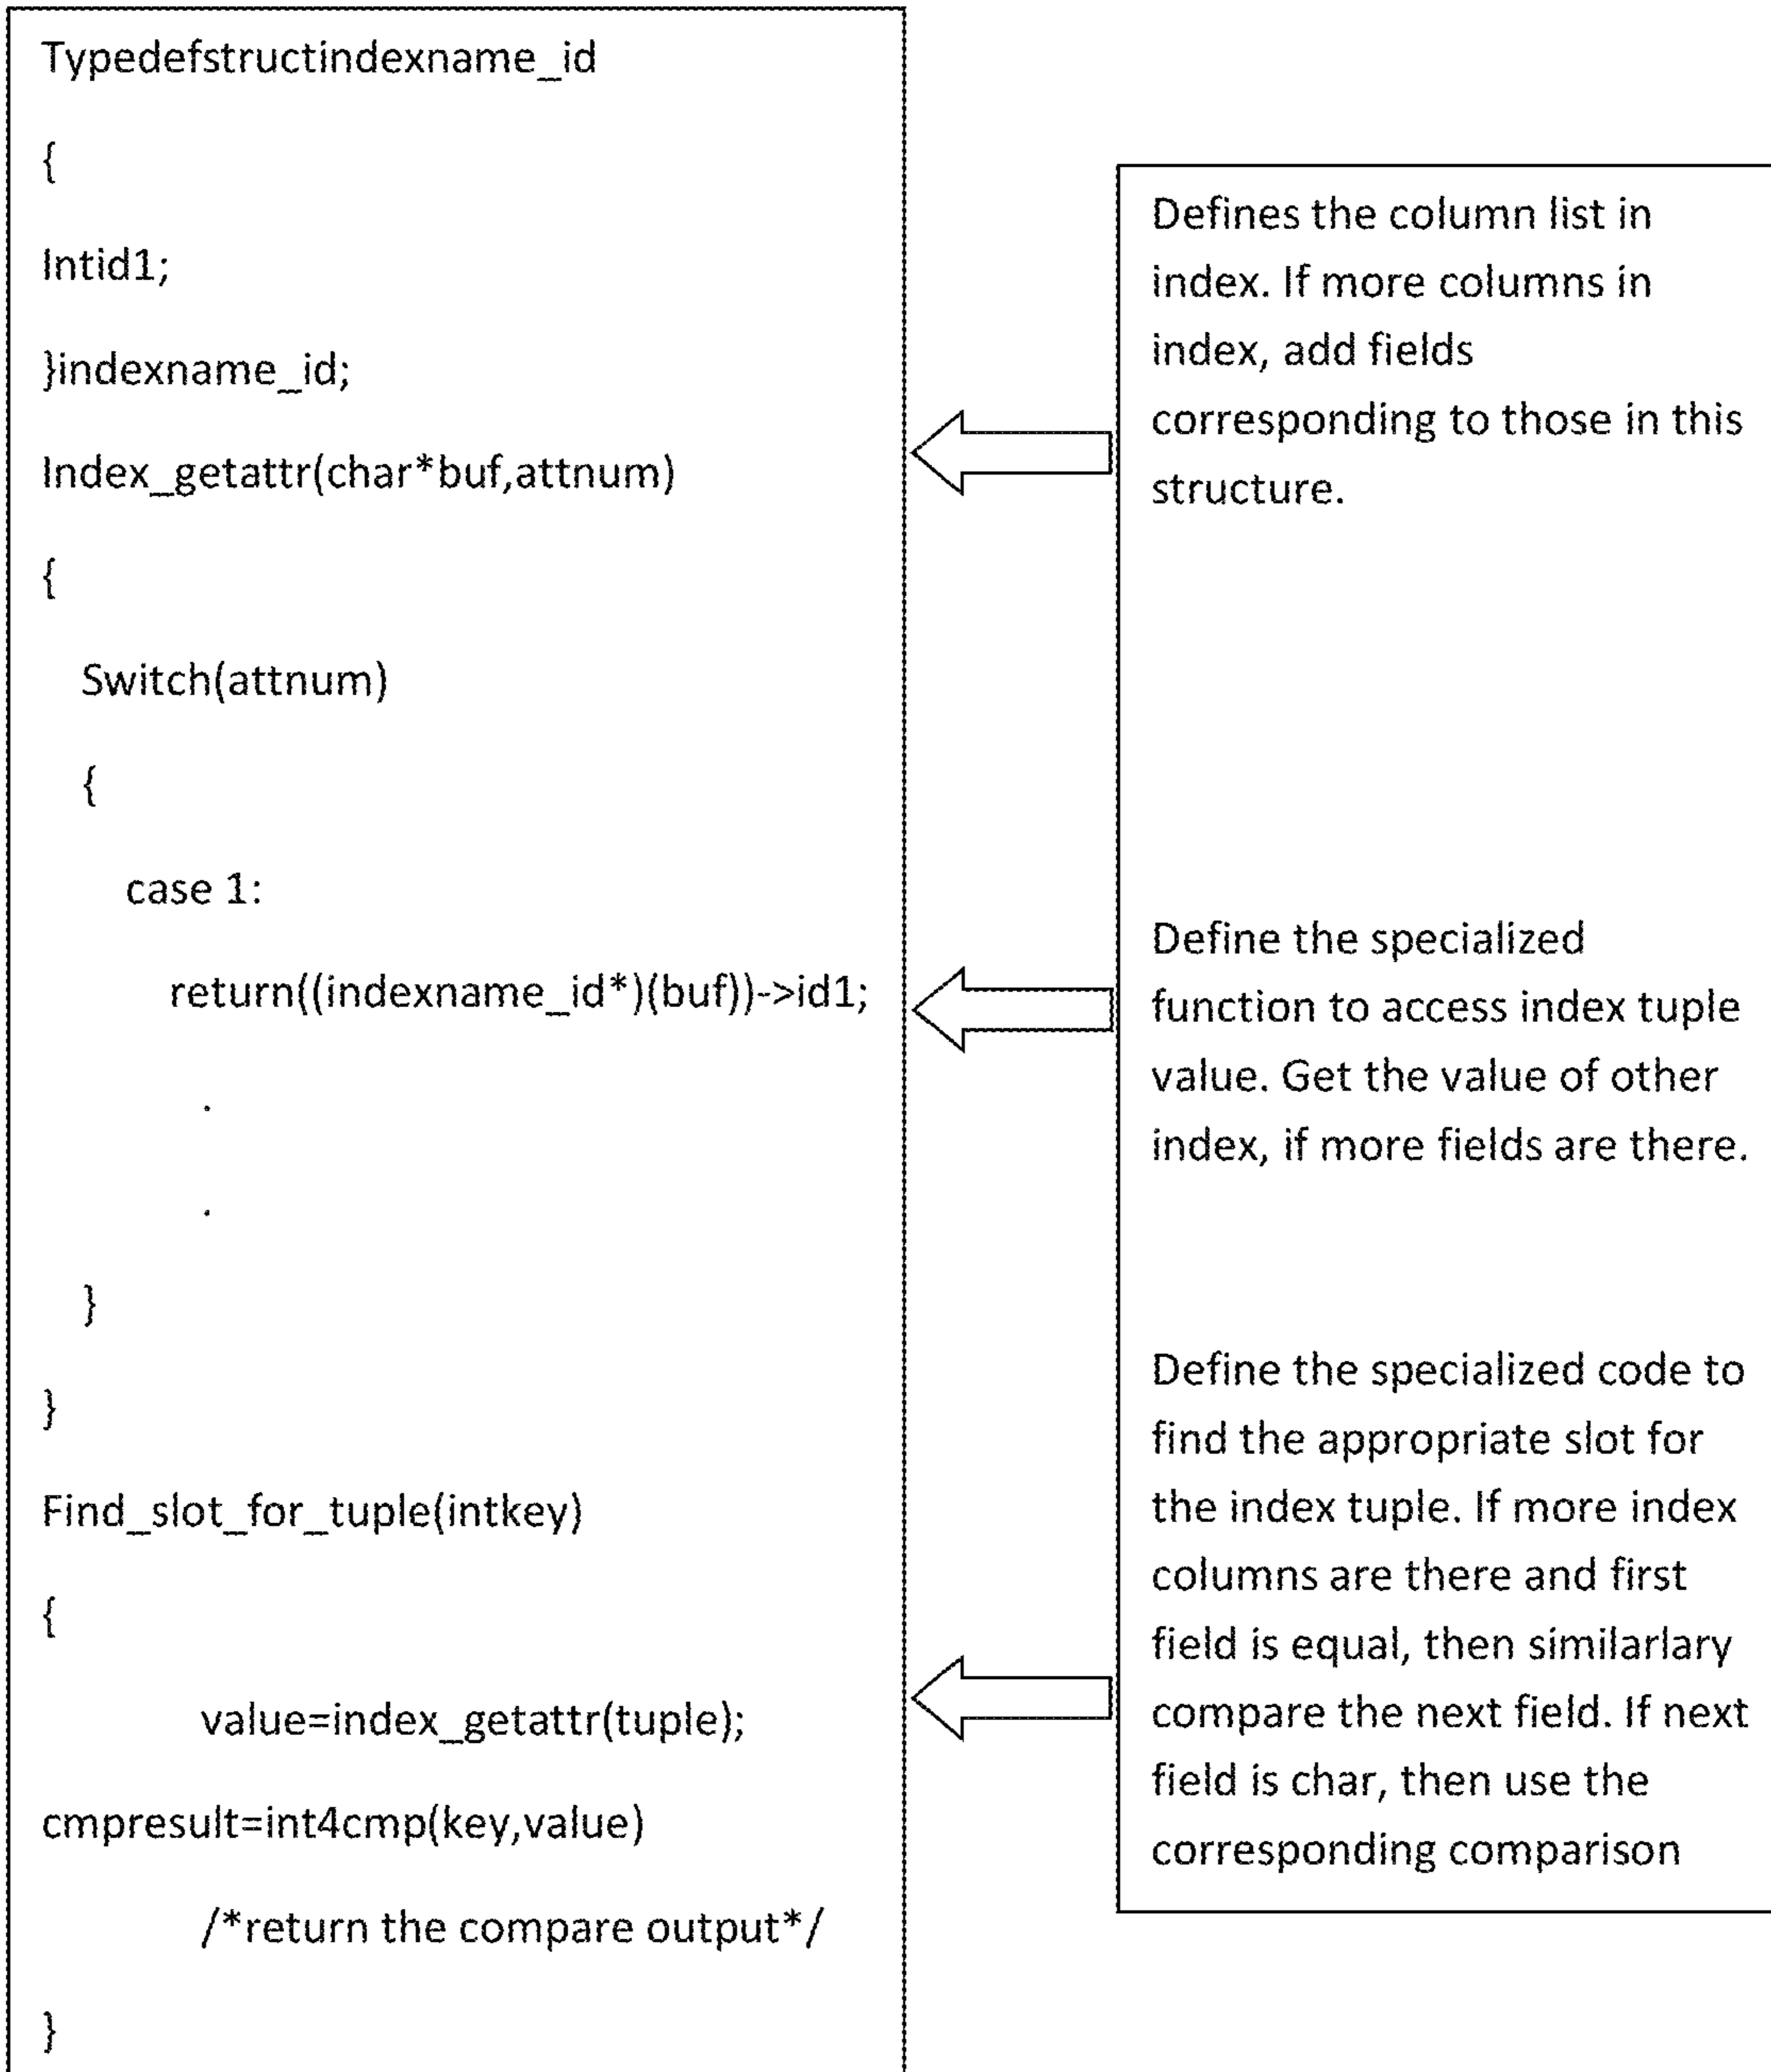 Typedefstructindexname_id
{
Intid1;
}indexname_id;
Index_getattr(char*buf,attnum)
{
Switch(attnum)
{
case 1:
return((indexname_id*)(buf))->id1;
.
.
}
}
Find_slot_for_tuple(intkey)
{
value=index_getattr(tuple);
cmpresult=int4cmp(key,value)
/*return the compare output*/
}
Defines the column list in
index. If more columns in
index, add fields
corresponding to those in this
structure.
Define the specialized
function to access index tuple
value. Get the value of other
index, if more fields are there.
Define the specialized code to
find the appropriate slot for
the index tuple. If more index
columns are there and first
field is equal, then similarlary
compare the next field. If next
field is char, then use the
corresponding comparison